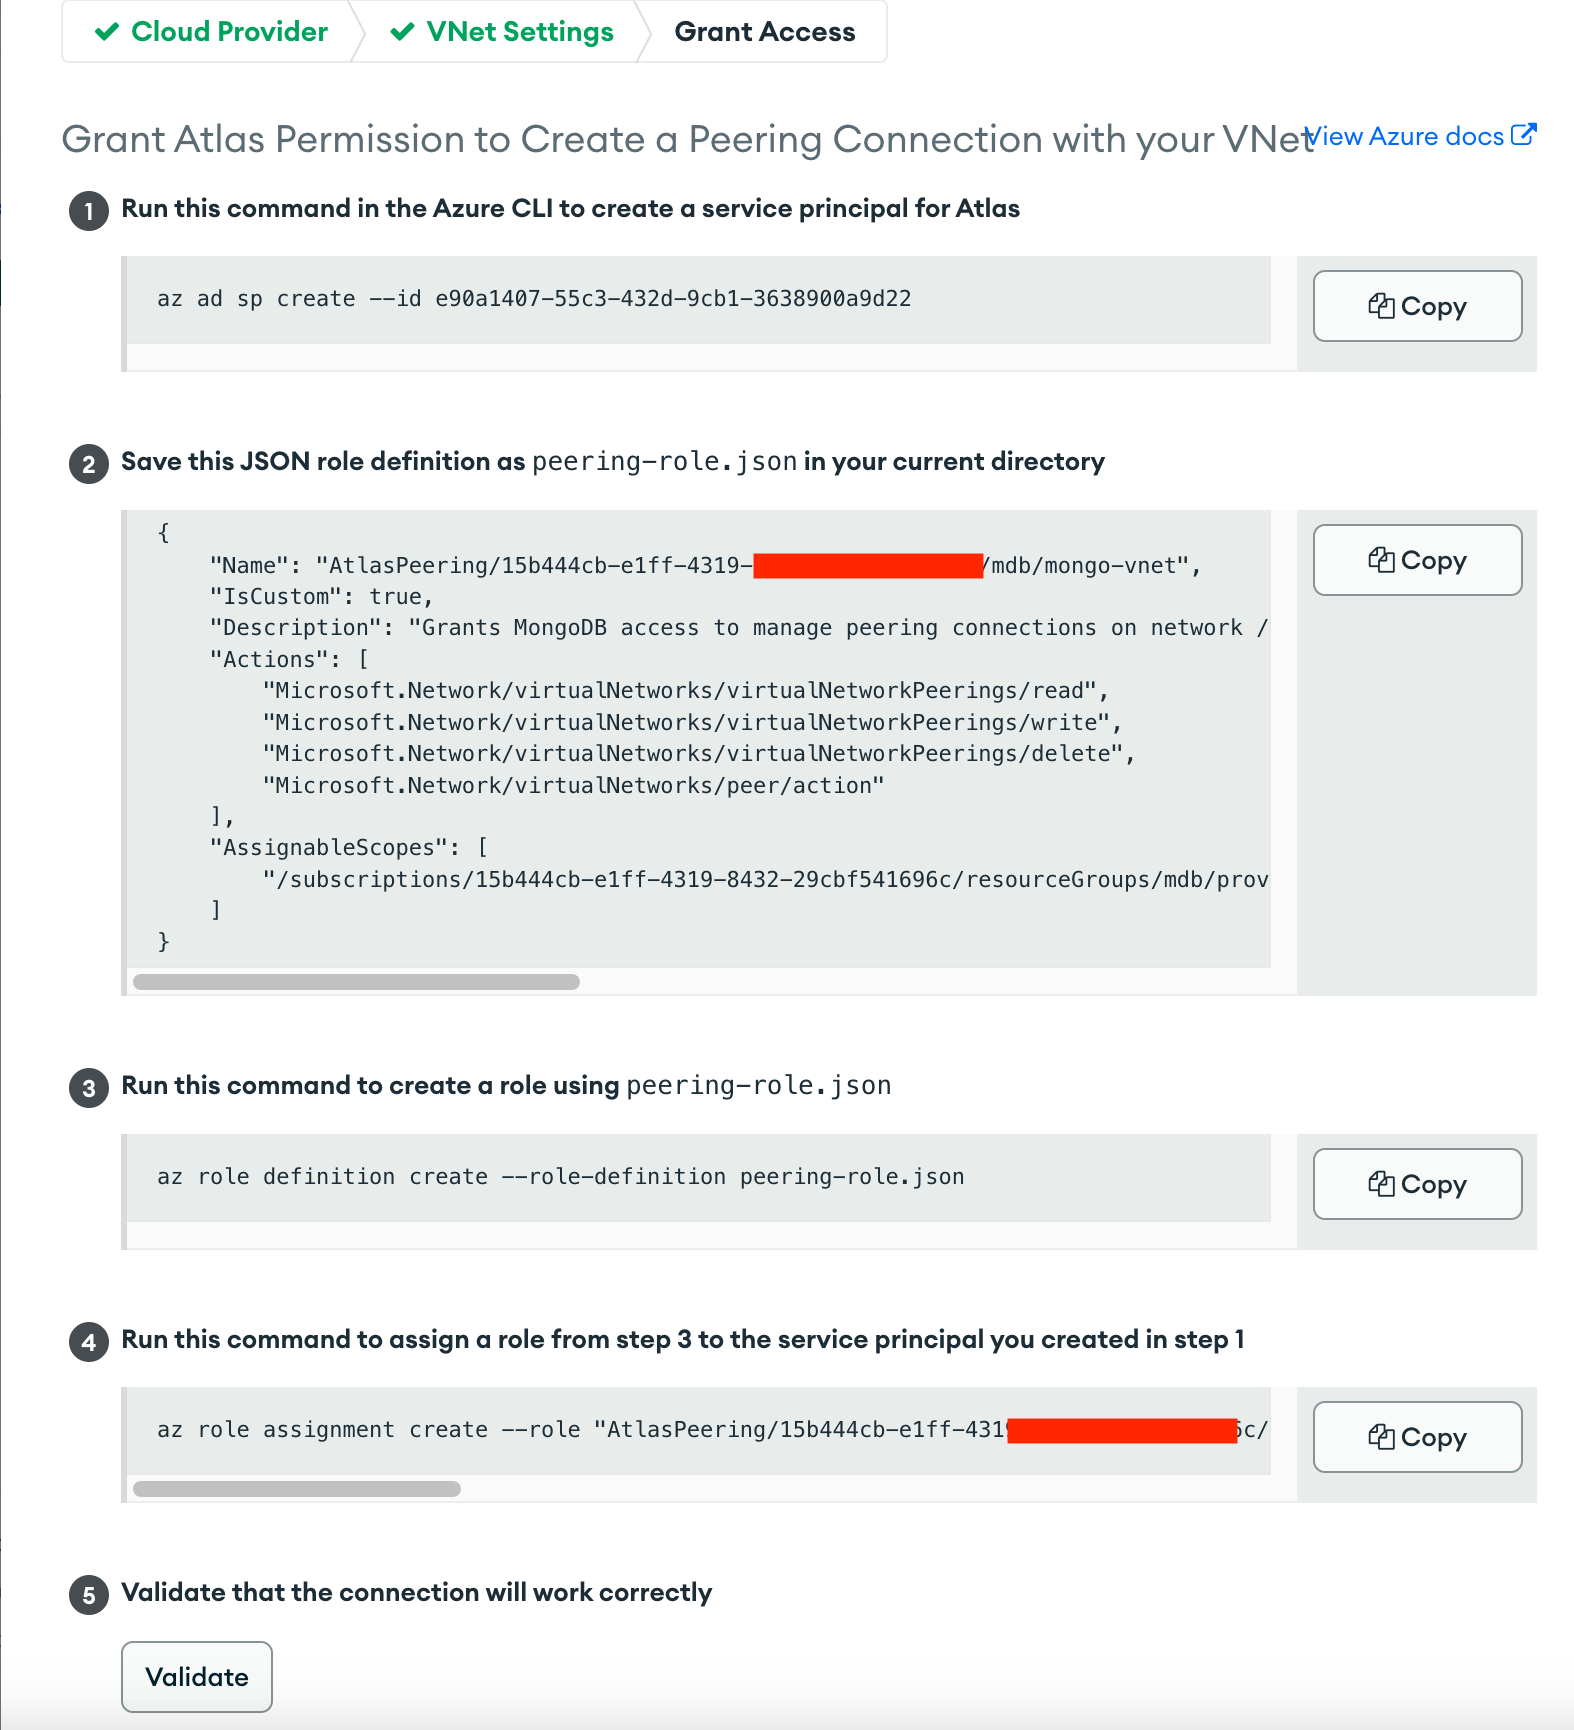 Cloud Provider
VNet Settings
Grant Access
Grant Atlas Permission to Create a Peering Connection with your VNet
View Azure docs
1 Run this command in the Azure CLI to create a service principal for Atlas
az ad sp create --id e90a1407-55c3-432d-9cb1-3638900a9d22
Copy
2 Save this JSON role definition as peering-role.json in your current directory
{
    "Name": "AtlasPeering/15b444cb-e1ff-4319- /mdb/mongo-vnet",
    "IsCustom": true,
    "Description": "Grants MongoDB access to manage peering connections on network /
    "Actions": [
        "Microsoft.Network/virtualNetworks/virtualNetworkPeerings/read",
        "Microsoft.Network/virtualNetworks/virtualNetworkPeerings/write",
        "Microsoft.Network/virtualNetworks/virtualNetworkPeerings/delete",
        "Microsoft.Network/virtualNetworks/peer/action"
    ],
    "AssignableScopes": [
        "/subscriptions/15b444cb-e1ff-4319-8432-29cbf541696c/resourceGroups/mdb/prov
    ]
}
Copy
3 Run this command to create a role using peering-role.json
az role definition create --role-definition peering-role.json
Copy
4 Run this command to assign a role from step 3 to the service principal you created in step 1
az role assignment create --role "AtlasPeering/15b444cb-e1ff-4319 6c/
Copy
5 Validate that the connection will work correctly
Validate